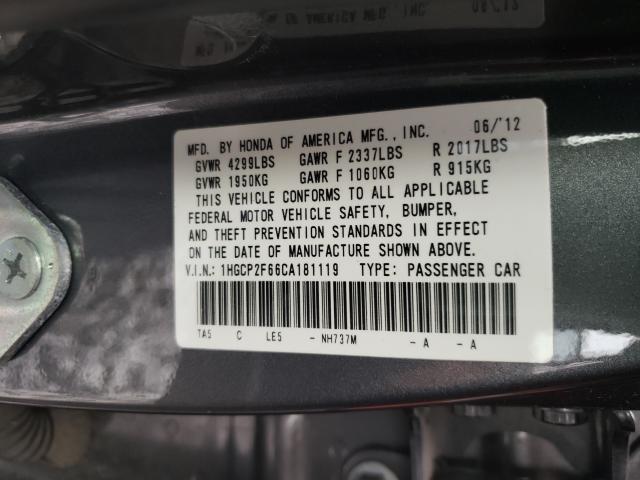 MFD. BY HONDA OF AMERICA MFG., INC. 06/'12
GVWR 4299LBS GAWR F 2337LBS R 2017LBS
GVWR 1950KG GAWR F 1060KG R 915KG
THIS VEHICLE CONFORMS TO ALL APPLICABLE
FEDERAL MOTOR VEHICLE SAFETY, BUMPER,
AND THEFT PREVENTION STANDARDS IN EFFECT
ON THE DATE OF MANUFACTURE SHOWN ABOVE.
V.I.N.: 1HGCP2F66CA181119 TYPE: PASSENGER CAR
TA5 C LE5 - NH737M - A - A